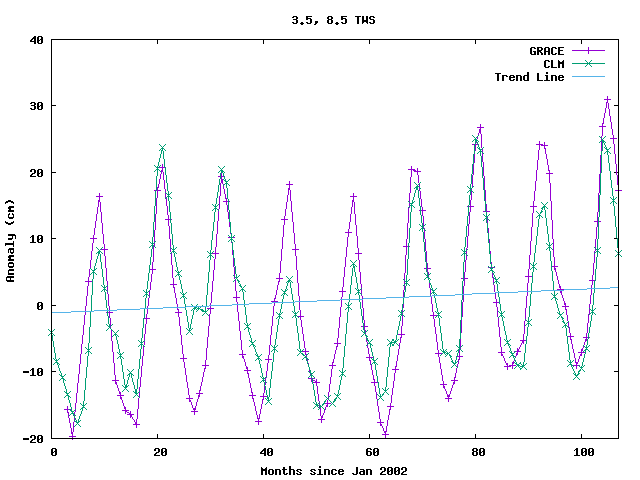 3.5, 8.5 TWS
GRACE
CLM
Trend Line
40
30
20
10
0
-10
-20
Anomaly (cm)
0 20 40 60 80 100
Months since Jan 2002